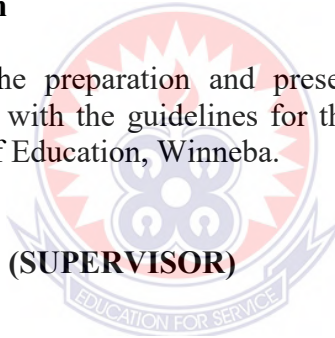 he preparation and prese
with the guidelines for th
f Education, Winneba.
(SUPERVISOR)
EDUCATION FOR SERVICE